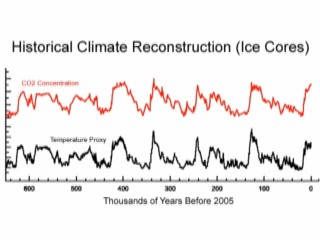 Historical Climate Reconstruction (Ice Cores)
CO2 Concentration
Temperature Proxy
600 500 400 300 200 100 0
Thousands of Years Before 2005